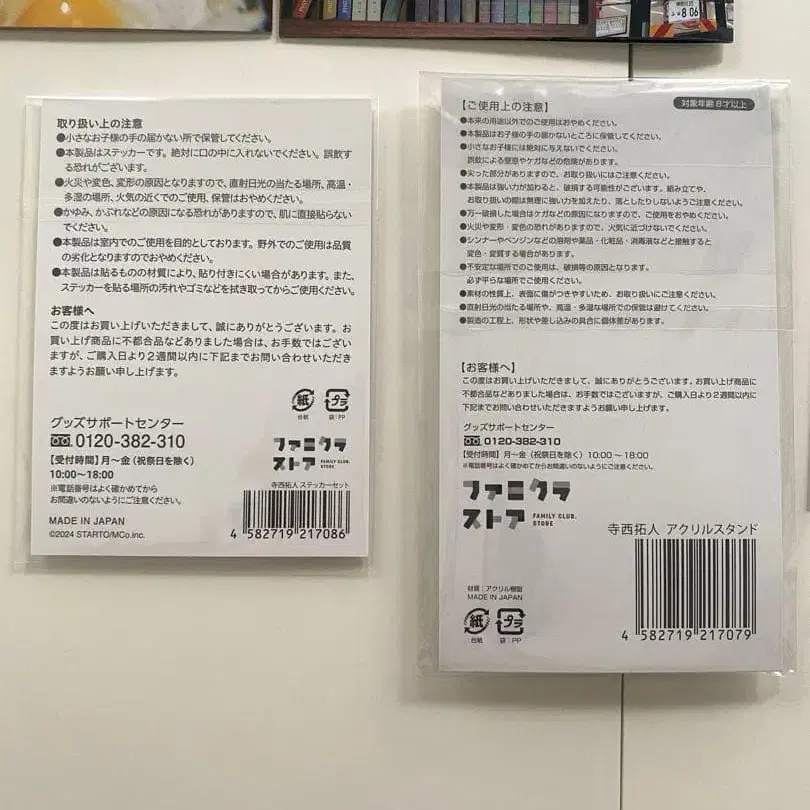 取り扱い上の注意
●小さなお子様の手の届かない所で保管してください。
●本製品はステッカーです。絶対に口の中に入れないでください。誤飲する
恐れがございます。
●火災や変色、変形の原因となりますので、直射日光の当たる場所、高温・
多湿の場所、火気の近くでのご使用、保管はおやめください。
●かゆみ、かぶれなどの原因になる恐れがありますので、肌に直接貼らない
でください。
●本製品は室内でのご使用を目的としております。野外でのご使用は品質
の劣化となりますのでおやめください。
●本製品は貼るものの材質により、貼り付きにくい場合があります。また、
ステッカーを貼る場所の汚れやゴミなどを拭き取ってからご使用ください。
お客様へ
この度はお買い上げいただきまして、誠にありがとうございます。お
買い上げ商品に不都合品などありました場合は、お手数ではござい
ますが、ご購入日より2週間以内に下記までお問い合わせいただき
ますようお願い申し上げます。
紙
台紙
プラ
袋:PP
グッズサポートセンター
0120-382-310
【受付時間】月〜金(祝祭日を除く)
10:00〜18:00
※電話番号はよく確かめてから
お間違いのないようにご注意ください。
MADE IN JAPAN
©2024 STARTO/MCo.inc.
ファミクラ
ストア
FAMILY CLUB
STORE
寺西拓人 ステッカーセット
4 582719 217086
【ご使用上の注意】
対象年齢8才以上
●本来の用途以外でのご使用はおやめください。
●本製品はお子様の手の届かないところに保管してください。
●小さなお子様には絶対に与えないでください。
誤飲による窒息やケガなどの危険があります。
●尖った部分がありますので、お取り扱いにはご注意ください。
●本製品は強い力が加わると、破損する可能性がございます。組み立てや、
お取り扱いの際は無理に強い力を加えたり、落としたりしないようご注意ください。
●万一破損した場合はケガなどの原因になりますので、ご使用をおやめください。
●火災や変形・変色の恐れがありますので、火気に近づけないでください。
●シンナーやベンジンなどの溶剤や薬品・化粧品・消毒液などと接触すると
変色・変質する場合があります。
●不安定な場所でのご使用は、破損等の原因となります。
必ず平らな場所でご使用ください。
●素材の性質上、表面に傷がつきやすいため、お取り扱いにご注意ください。
●直射日光の当たる場所や、高温・多湿な場所での保管は避けてください。
●製造の工程上、形状や差し込みの具合に個体差があります。
【お客様へ】
この度はお買い上げいただきまして、誠にありがとうございます。お買い上げ商品に
不都合品などありました場合は、お手数ではございますが、ご購入日より2週間以内に
下記までお問い合わせいただきますようお願い申し上げます。
グッズサポートセンター
0120-382-310
【受付時間】月〜金(祝祭日を除く) 10:00〜18:00
※電話番号はよく確かめてからお間違いのないようにご注意ください。
ファミクラ
ストア
FAMILY CLUB
STORE
寺西拓人 アクリルスタンド
材質:アクリル樹脂
MADE IN JAPAN
紙
台紙
プラ
袋:PP
4 582719 217079